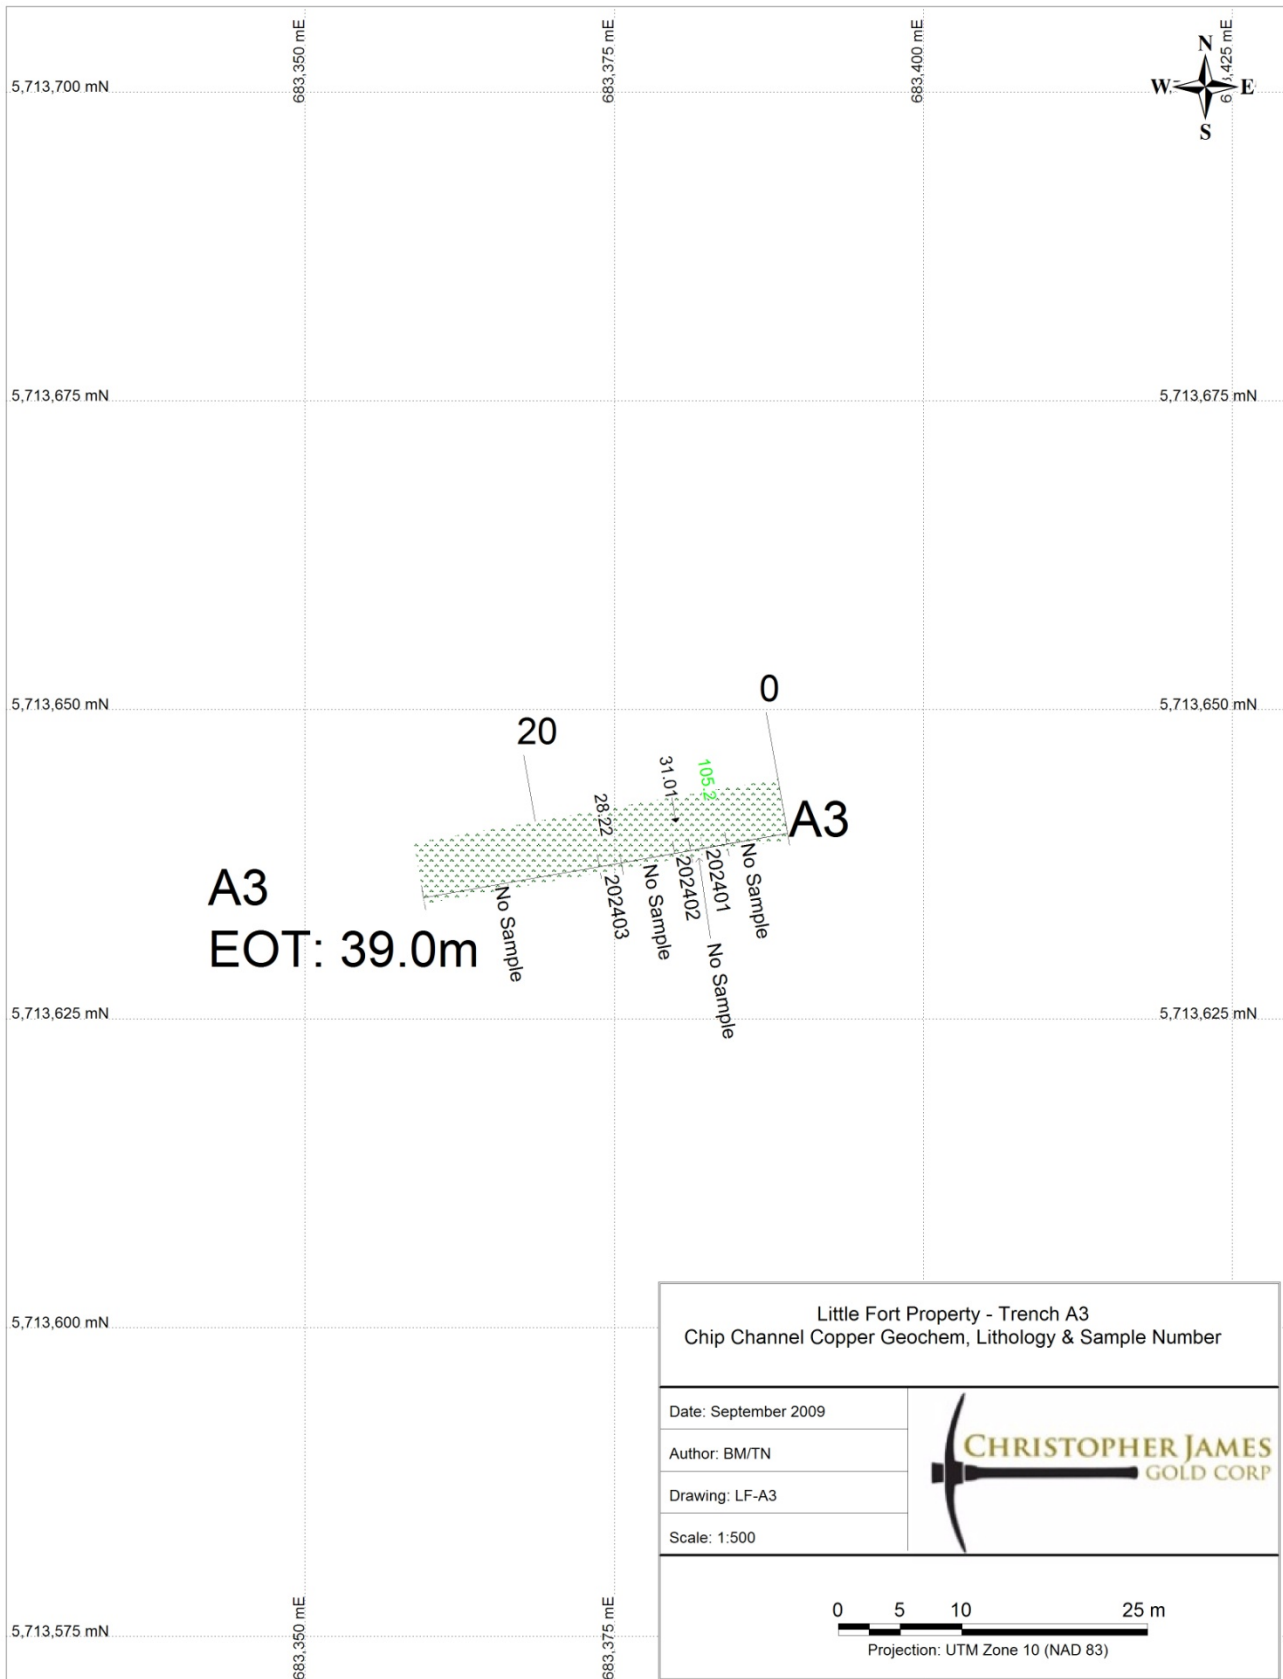 683,350 mE
683,375 mE
683,400 mE
N
W
E
S
5,713,700 mN
5,713,675 mN
5,713,675 mN
5,713,650 mN
5,713,650 mN
0
20
31.01
105.2
28.22
A3
A3
EOT: 39.0m
No Sample
202403
No Sample
202402
202401
No Sample
No Sample
5,713,625 mN
5,713,625 mN
5,713,600 mN
5,713,575 mN
683,350 mE
683,375 mE
Little Fort Property - Trench A3
Chip Channel Copper Geochem, Lithology & Sample Number
Date: September 2009
Author: BM/TN
Drawing: LF-A3
Scale: 1:500
CHRISTOPHER JAMES
GOLD CORP
0 5 10 25 m
Projection: UTM Zone 10 (NAD 83)